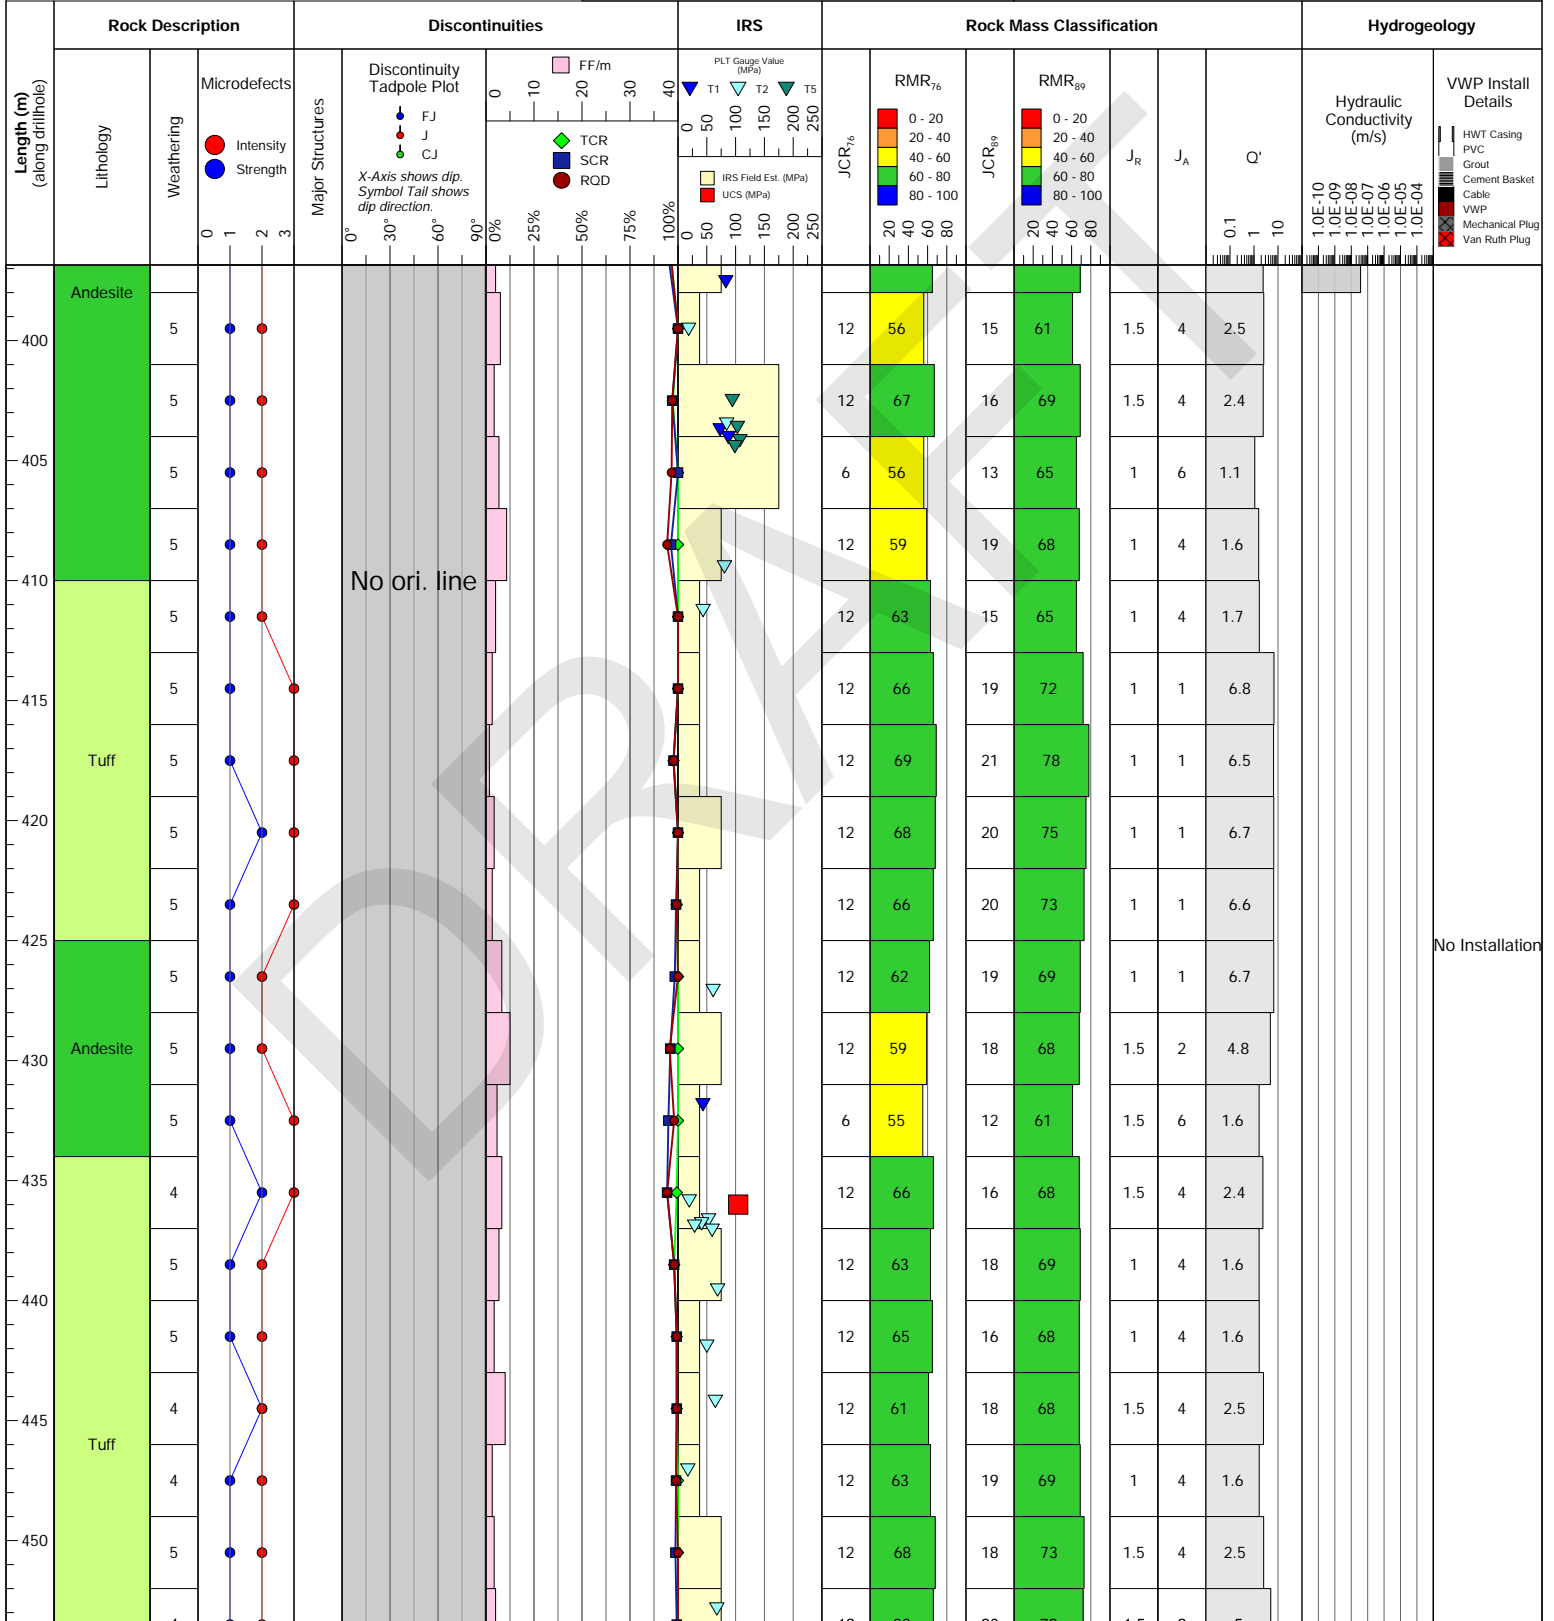 Rock Description Discontinuities IRS Rock Mass Classification Hydrogeology
Length (m)
(along drillhole)
Lithology
Weathering
Microdefects
Intensity
Strength
0 1 2 3
Major Structures
Discontinuity
Tadpole Plot
FJ
J
CJ
X-Axis shows dip.
Symbol Tail shows
dip direction.
0° 30° 60° 90°
FF/m
0 10 20 30 40
TCR
SCR
RQD
0% 25% 50% 75% 100%
PLT Gauge Value
(MPa)
T1 T2 T5
0 50 100 150 200 250
IRS Field Est. (MPa)
UCS (MPa)
0 50 100 150 200 250
JCR76
RMR76
0 - 20
20 - 40
40 - 60
60 - 80
80 - 100
20 40 60 80
JCR89
RMR89
0 - 20
20 - 40
40 - 60
60 - 80
80 - 100
20 40 60 80
JR
JA
Q'
0.1 1 10
Hydraulic
Conductivity
(m/s)
1.0E-10 1.0E-09 1.0E-08 1.0E-07 1.0E-06 1.0E-05 1.0E-04
VWP Install
Details
HWT Casing
PVC
Grout
Cement Basket
Cable
VWP
Mechanical Plug
Van Ruth Plug
Andesite
5 12 56 15 61 1.5 4 2.5
400
5 12 67 16 69 1.5 4 2.4
405
5 6 56 13 65 1 6 1.1
5 12 59 19 68 1 4 1.6
410
No ori. line
5 12 63 15 65 1 4 1.7
5 12 66 19 72 1 1 6.8
415
Tuff
5 12 69 21 78 1 1 6.5
420
5 12 68 20 75 1 1 6.7
5 12 66 20 73 1 1 6.6
425
No Installation
5 12 62 19 69 1 1 6.7
Andesite
430
5 12 59 18 68 1.5 2 4.8
5 6 55 12 61 1.5 6 1.6
435
4 12 66 16 68 1.5 4 2.4
5 12 63 18 69 1 4 1.6
440
5 12 65 16 68 1 4 1.6
4 12 61 18 68 1.5 4 2.5
445
Tuff
4 12 63 19 69 1 4 1.6
450
5 12 68 18 73 1.5 4 2.5
DRAFT